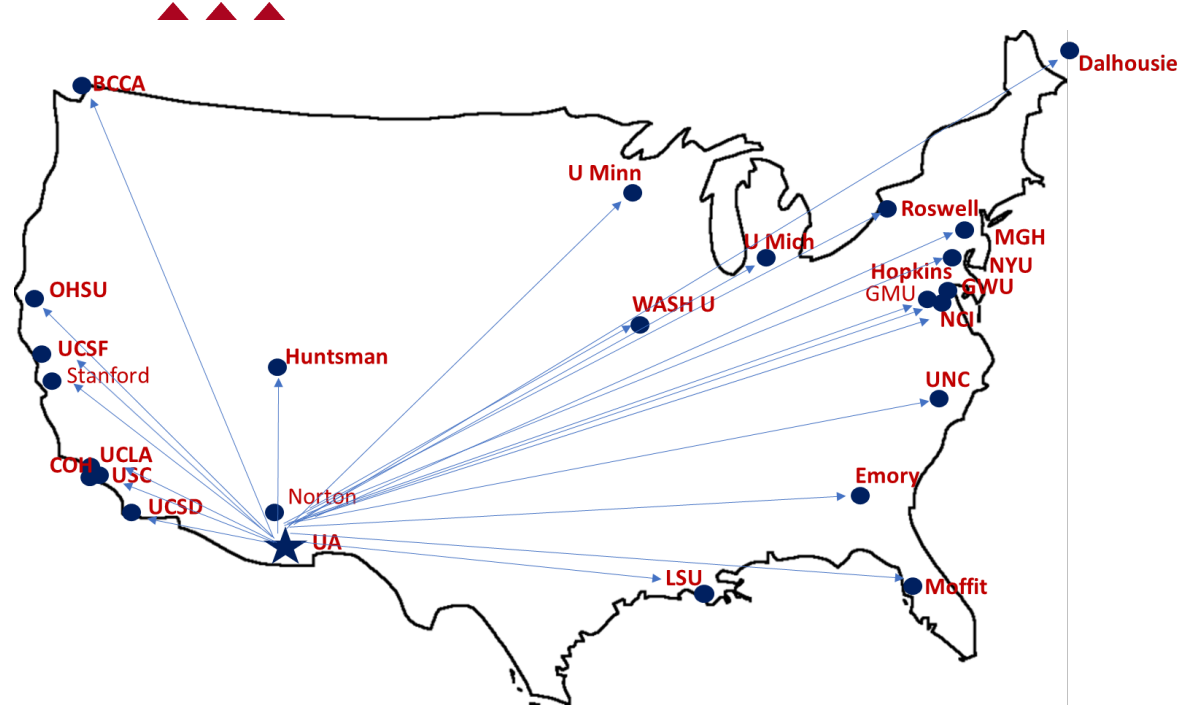 BCCA
Dalhousie
U Minn
Roswell
U Mich
MGH
NYU
Hopkins
GWU
GMU
NCI
OHSU
WASH U
UCSF
Huntsman
Stanford
UNC
UCLA
COH
USC
Emory
Norton
UCSD
UA
LSU
Moffit